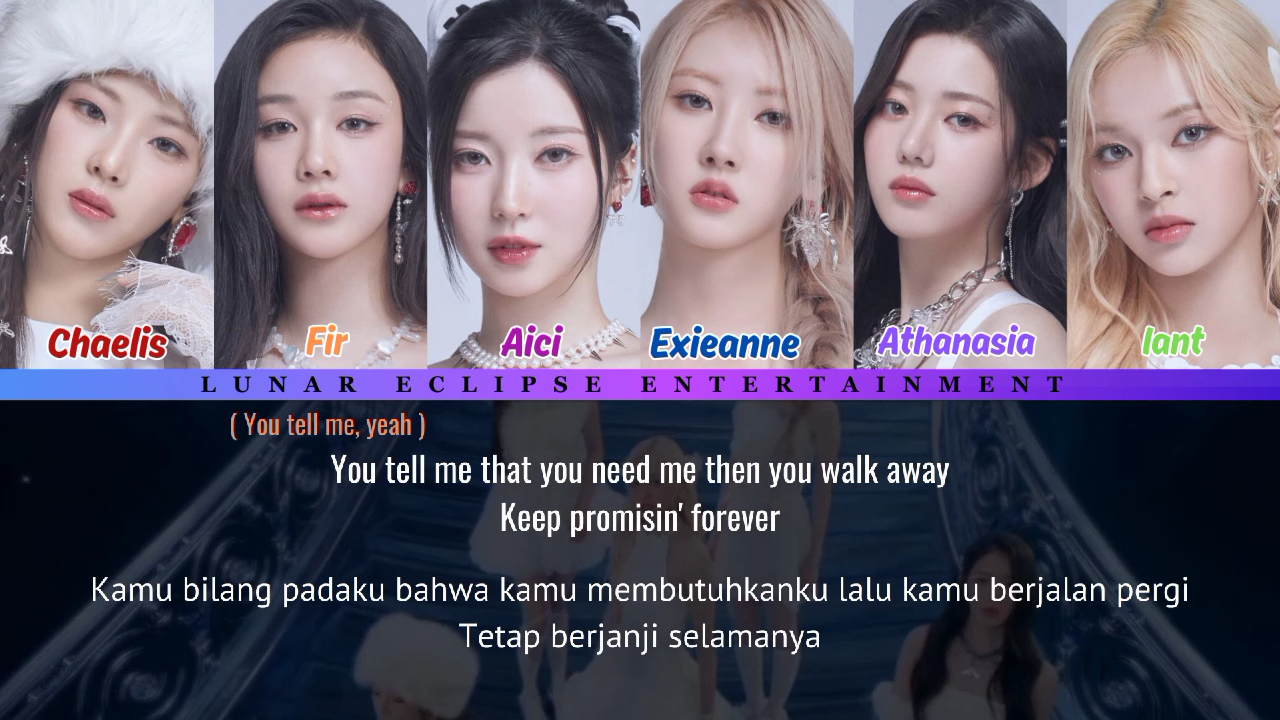 Chaelis
Fir
Aici
Exieanne
Athanasia
Iant
LUNAR ECLIPSE ENTERTAINMENT
( You tell me, yeah )
You tell me that you need me then you walk away
Keep promisin' forever
Kamu bilang padaku bahwa kamu membutuhkanku lalu kamu berjalan pergi
Tetap berjanji selamanya